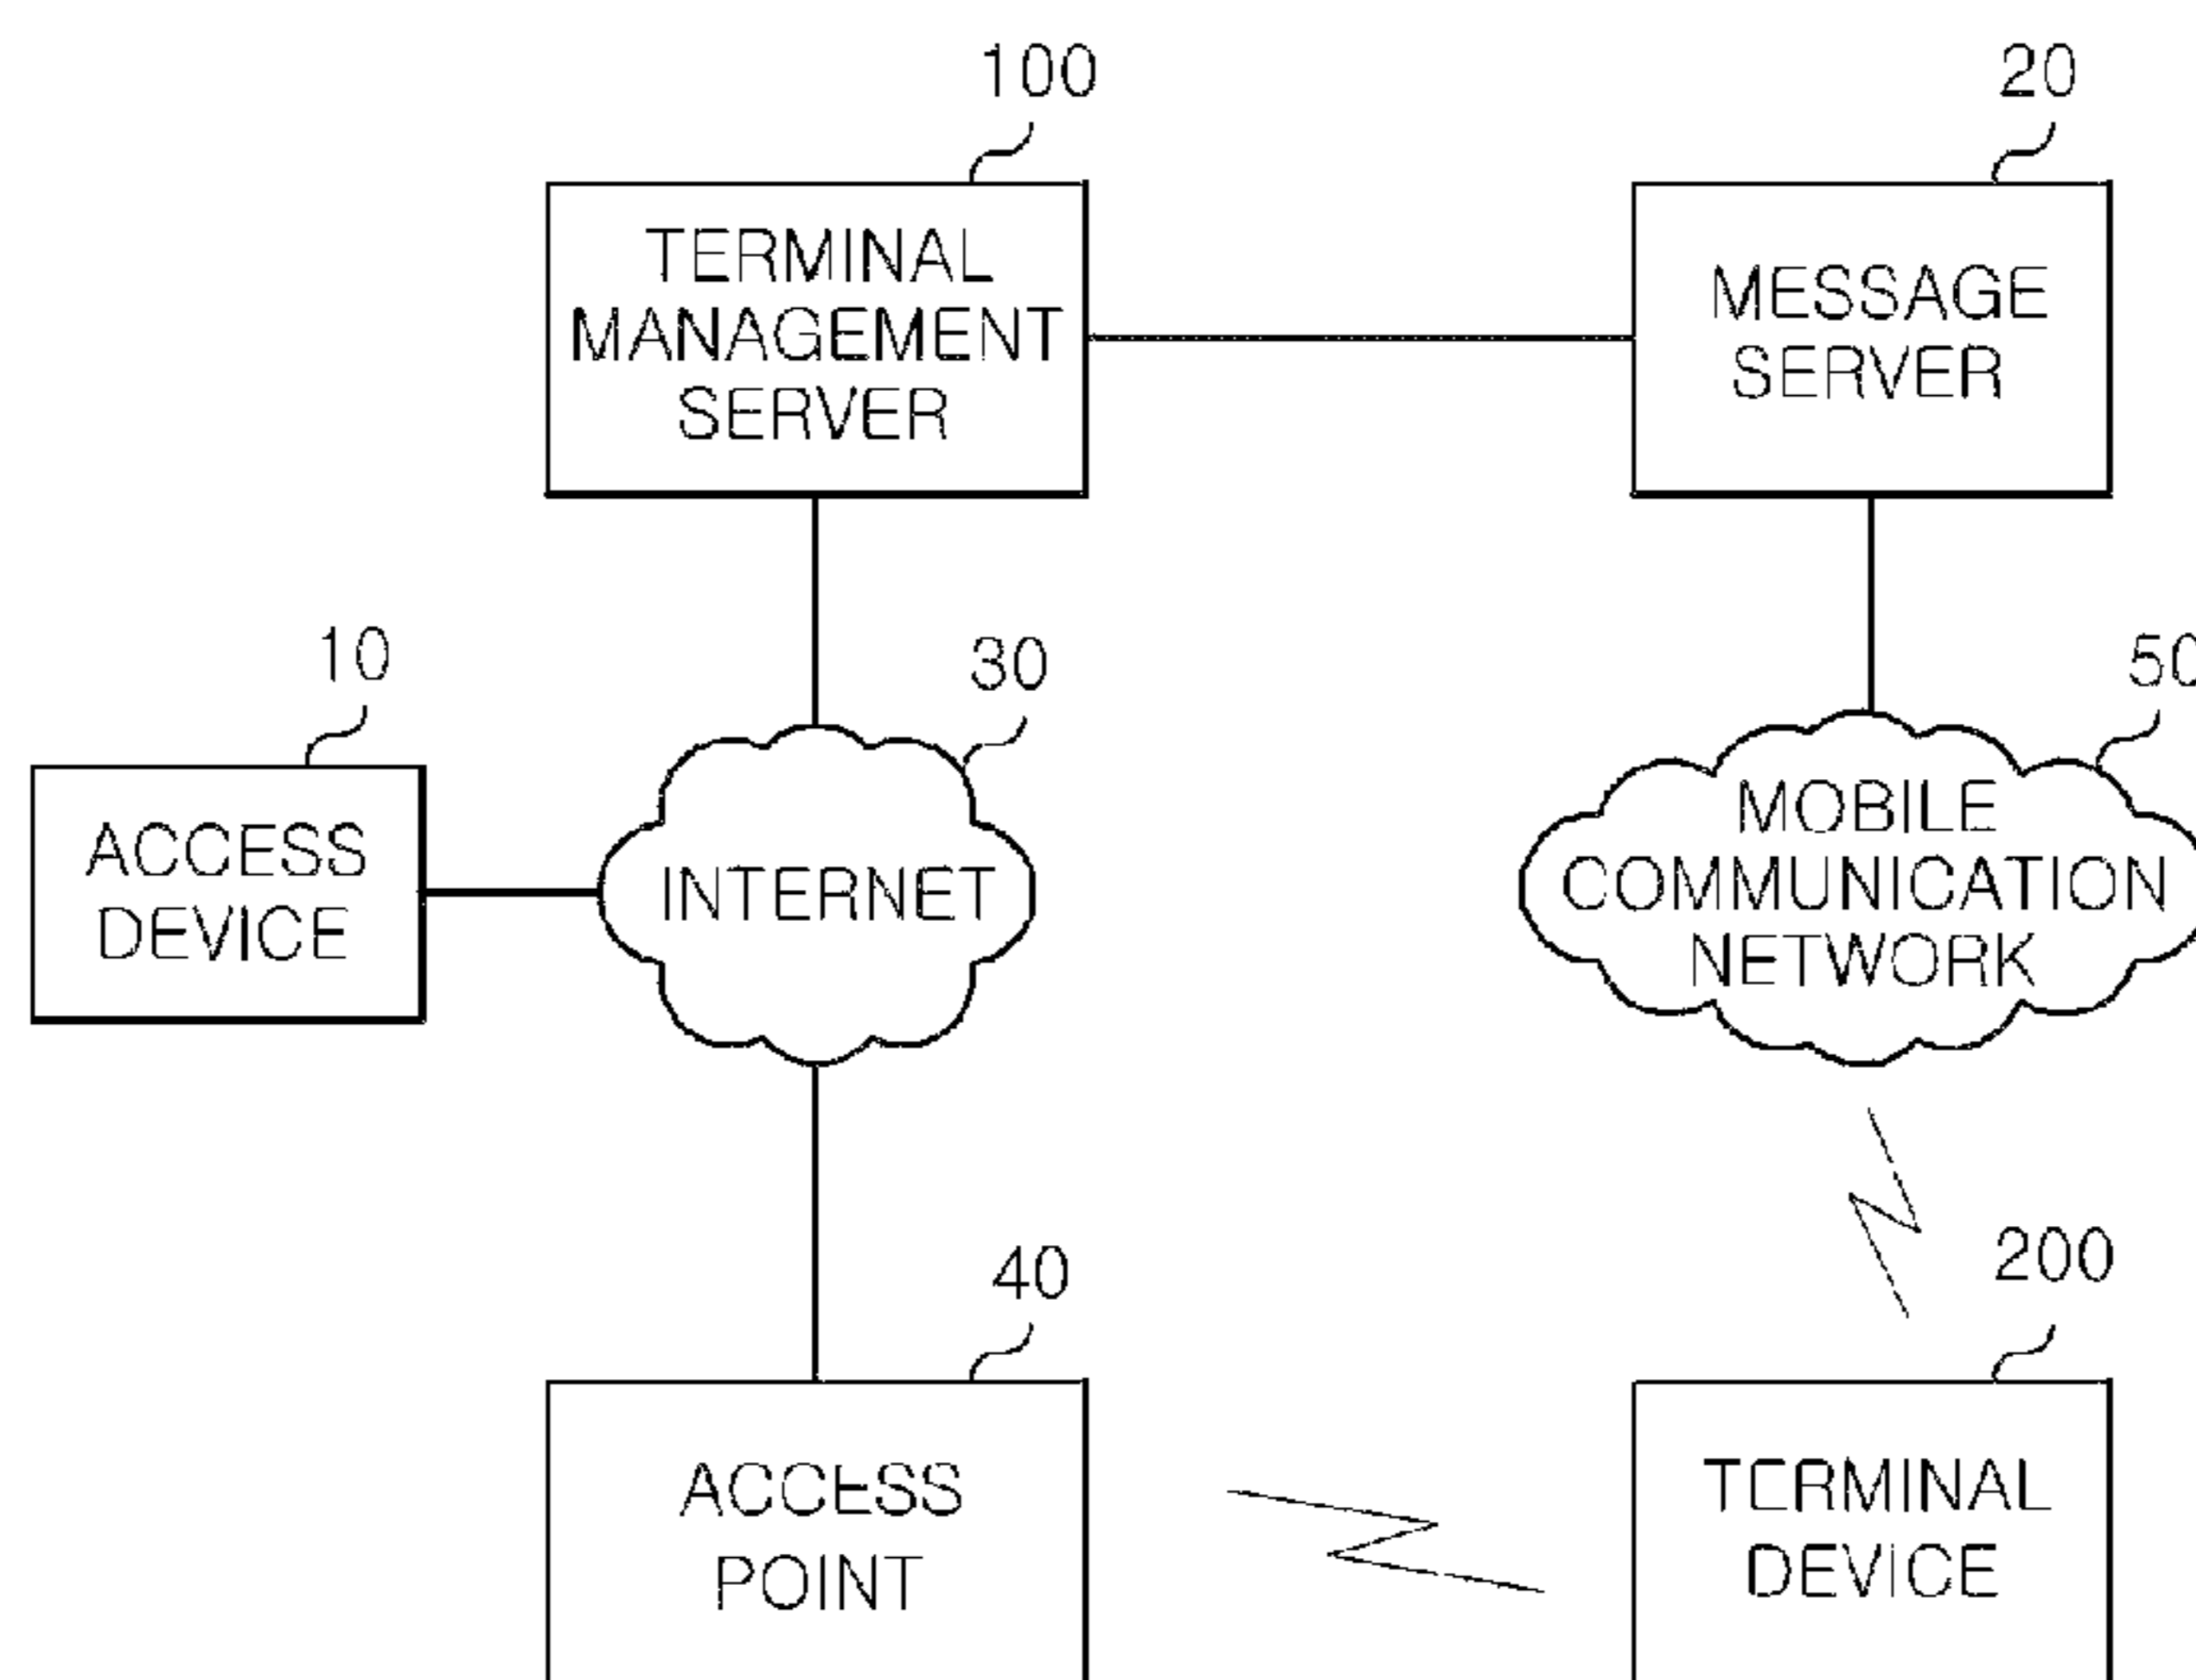 100
20
TERMINAL
MANAGEMENT
SERVER
MESSAGE
SERVER
10
30
50
ACCESS
DEVICE
INTERNET
MOBILE
COMMUNICATION
NETWORK
40
200
ACCESS
POINT
TERMINAL
DEVICE